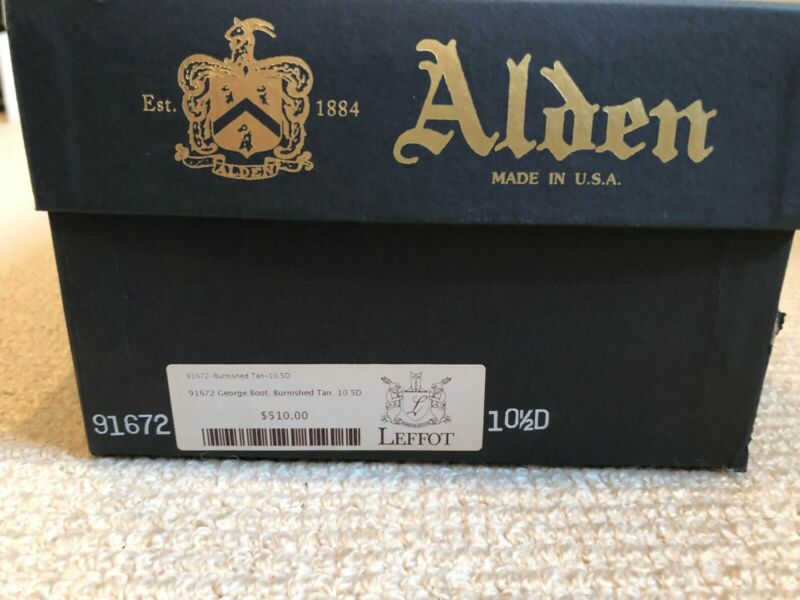 Est. 1884
ALDEN
Alden
MADE IN U.S.A.
91672-Burnished Tan-10.5D
91672 George Boot, Burnished Tan. 10.5D
$510.00
L
LEFFOT
91672
10½D